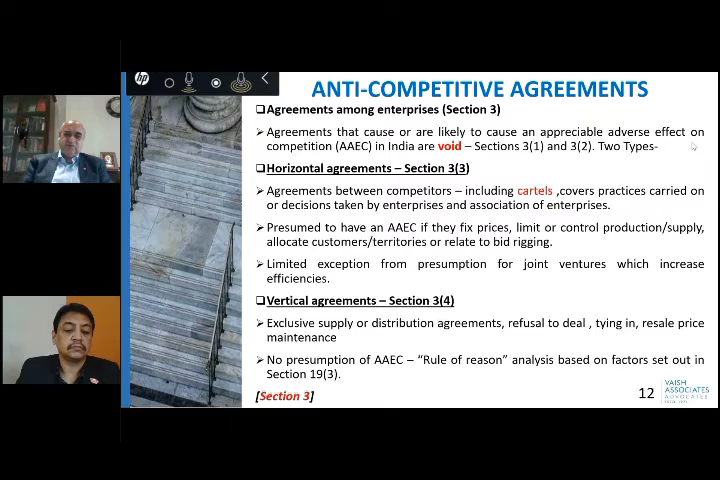 hp
ANTI-COMPETITIVE AGREEMENTS
❑Agreements among enterprises (Section 3)
➢Agreements that cause or are likely to cause an appreciable adverse effect on
competition (AAEC) in India are void – Sections 3(1) and 3(2). Two Types-
❑Horizontal agreements – Section 3(3)
➢Agreements between competitors – including cartels ,covers practices carried on
or decisions taken by enterprises and association of enterprises.
➢Presumed to have an AAEC if they fix prices, limit or control production/supply,
allocate customers/territories or relate to bid rigging.
➢Limited exception from presumption for joint ventures which increase
efficiencies.
❑Vertical agreements – Section 3(4)
➢Exclusive supply or distribution agreements, refusal to deal , tying in, resale price
maintenance
➢No presumption of AAEC – “Rule of reason” analysis based on factors set out in
Section 19(3).
[Section 3]
12
VAISH
ASSOCIATES
ADVOCATES